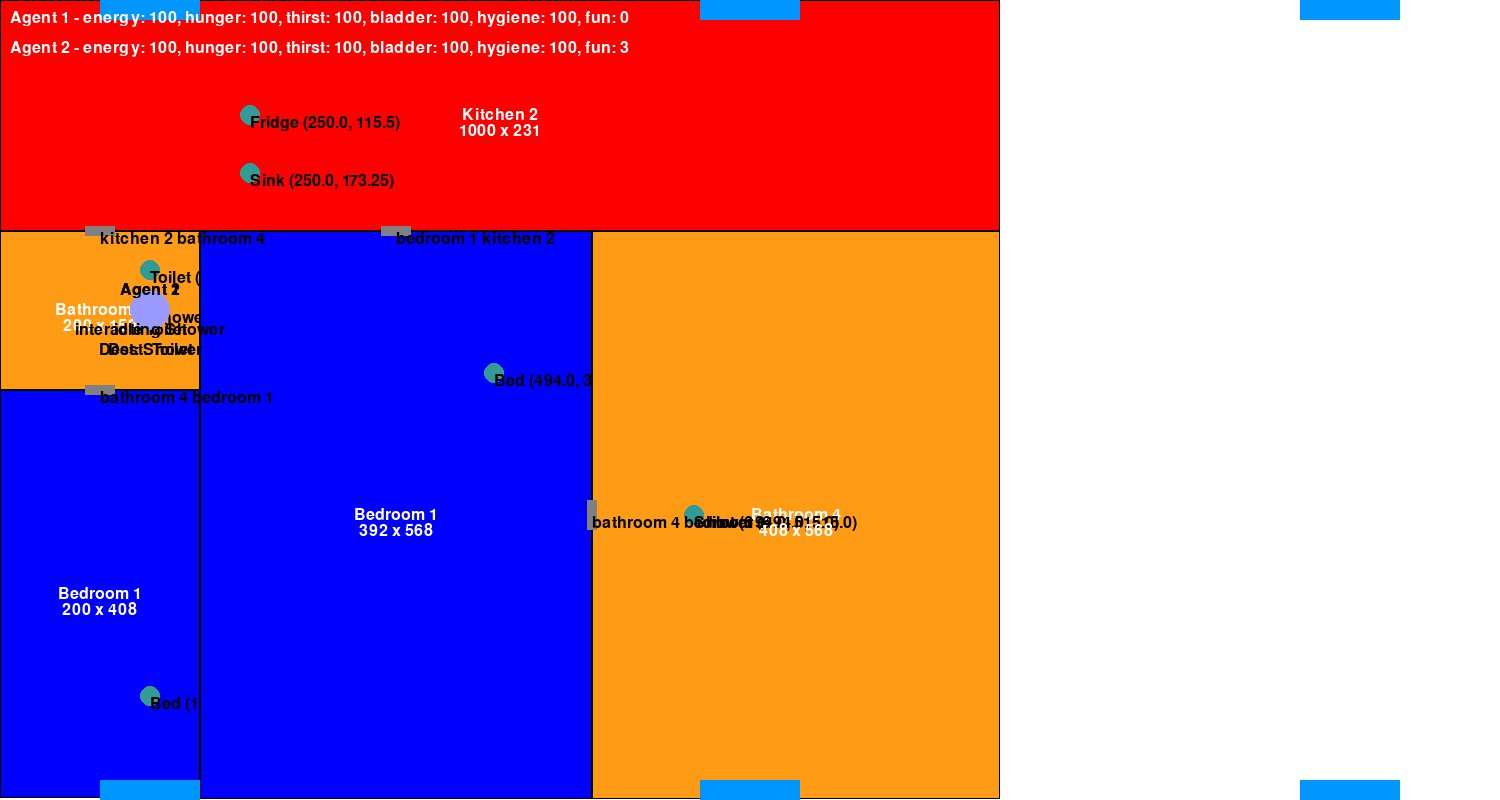 Agent 1 - energy: 100, hunger: 100, thirst: 100, bladder: 100, hygiene: 100, fun: 0
Agent 2 - energy: 100, hunger: 100, thirst: 100, bladder: 100, hygiene: 100, fun: 3
Fridge (250.0, 115.5)
Kitchen 2
1000 x 231
Sink (250.0, 173.25)
kitchen 2 bathroom 4
bedroom 1 kitchen 2
Toilet (
Agent
Bathroom
Bed (494.0, 3
bathroom 4 bedroom 1
Bedroom 1
392 x 568
bathroom 4
Bathroom 4
408 x 568
Bedroom 1
200 x 408
Bed (1